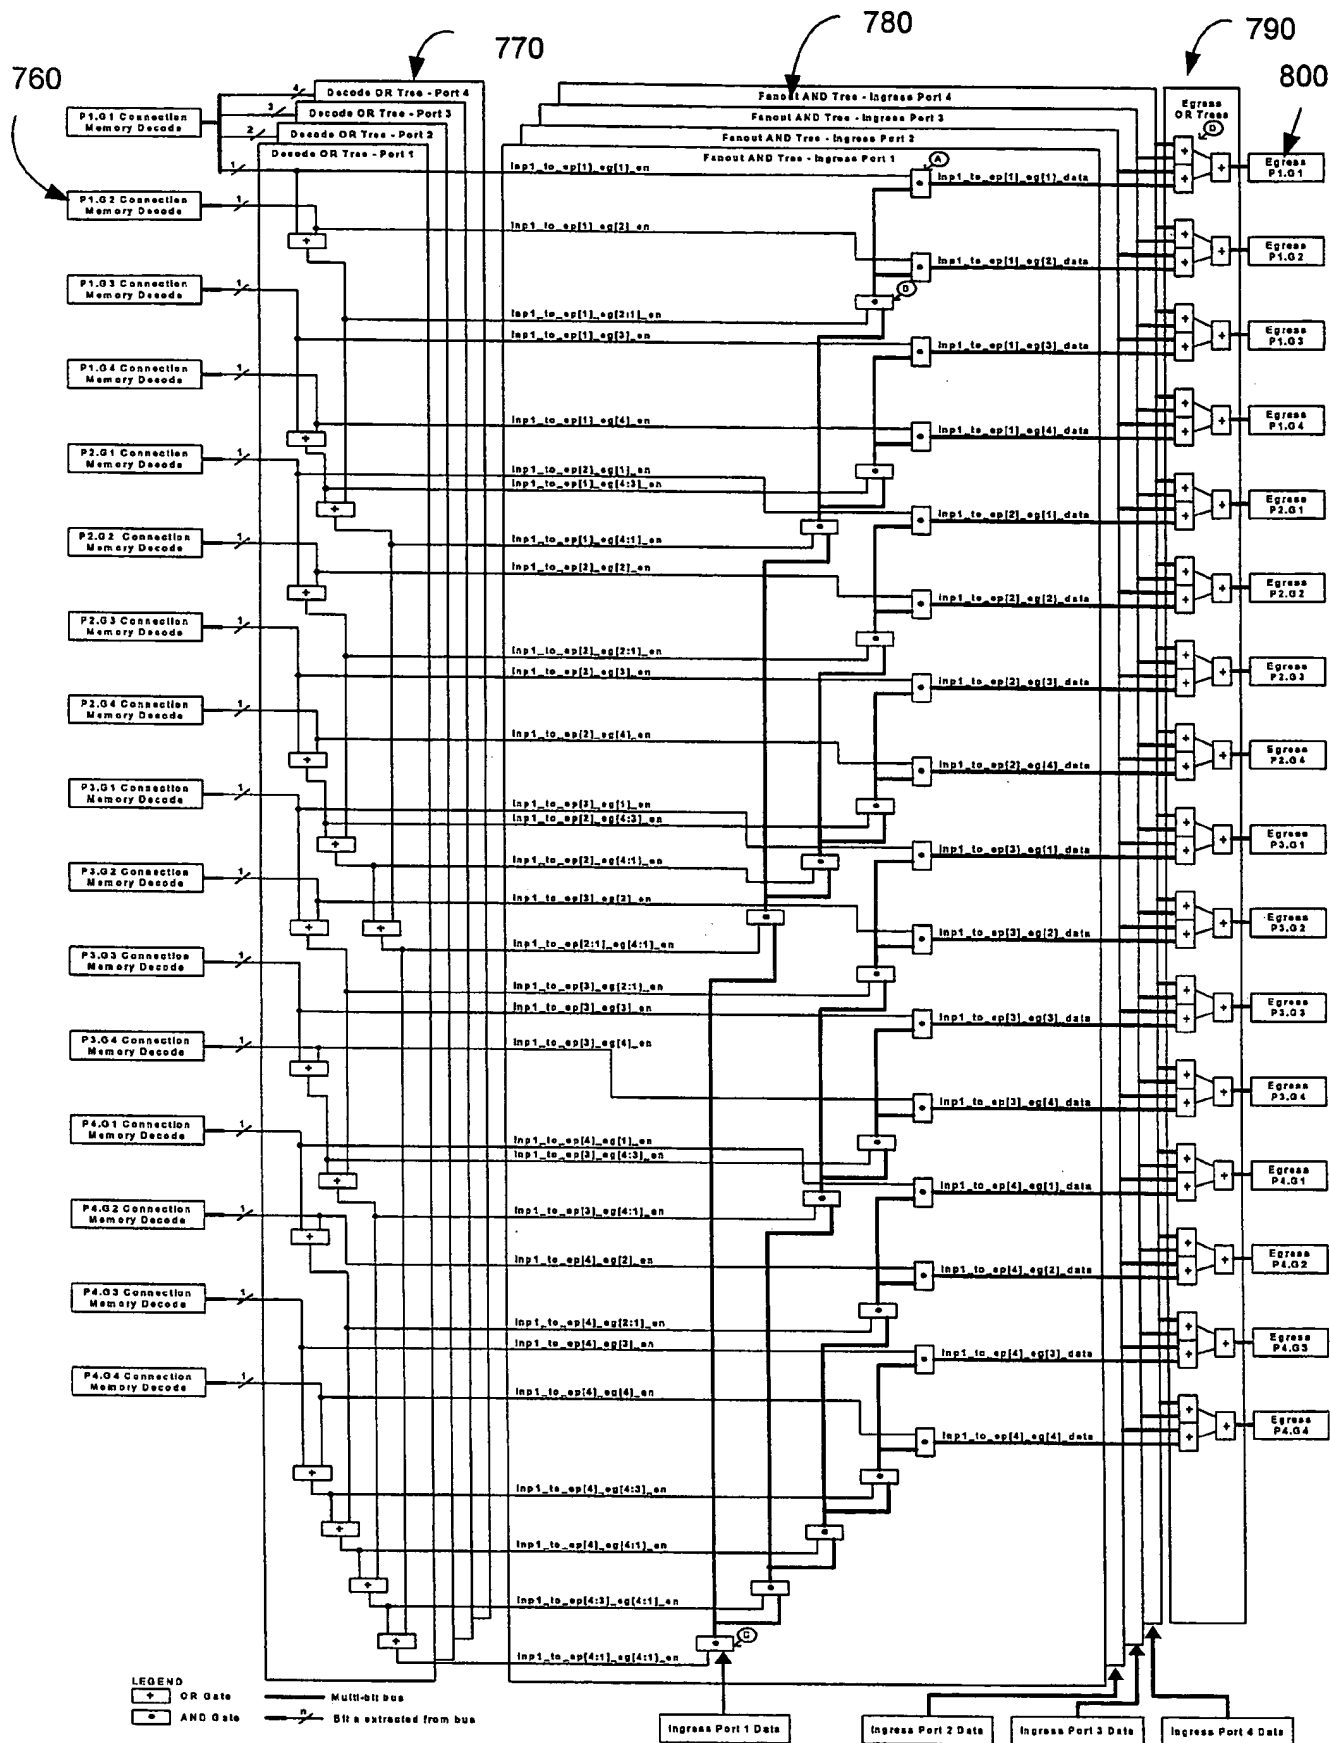 760
770
780
790
800
4
3
2
1
Decode OR Tree - Port 4
Decode OR Tree - Port 3
Decode OR Tree - Port 2
Decode OR Tree - Port 1
Fanout AND Tree - Ingress Port 4
Fanout AND Tree - Ingress Port 3
Fanout AND Tree - Ingress Port 2
Fanout AND Tree - Ingress Port 1
Egress
OR Trees
P1.G1 Connection
Memory Decode
P1.G2 Connection
Memory Decode
P1.G3 Connection
Memory Decode
P1.G4 Connection
Memory Decode
P2.G1 Connection
Memory Decode
P2.G2 Connection
Memory Decode
P2.G3 Connection
Memory Decode
P2.G4 Connection
Memory Decode
P3.G1 Connection
Memory Decode
P3.G2 Connection
Memory Decode
P3.G3 Connection
Memory Decode
P3.G4 Connection
Memory Decode
P4.G1 Connection
Memory Decode
P4.G2 Connection
Memory Decode
P4.G3 Connection
Memory Decode
P4.G4 Connection
Memory Decode
Inp1_to_ep[1]_eg[1]_en
Inp1_to_ep[1]_eg[2]_en
Inp1_to_ep[1]_eg[2:1]_en
Inp1_to_ep[1]_eg[3]_en
Inp1_to_ep[1]_eg[4]_en
Inp1_to_ep[2]_eg[1]_en
Inp1_to_ep[1]_eg[4:3]_en
Inp1_to_ep[1]_eg[4:1]_en
Inp1_to_ep[2]_eg[2]_en
Inp1_to_ep[2]_eg[2:1]_en
Inp1_to_ep[2]_eg[3]_en
Inp1_to_ep[2]_eg[4]_en
Inp1_to_ep[3]_eg[1]_en
Inp1_to_ep[2]_eg[4:3]_en
Inp1_to_ep[2]_eg[4:1]_en
Inp1_to_ep[3]_eg[2]_en
Inp1_to_ep[2:1]_eg[4:1]_en
Inp1_to_ep[3]_eg[2:1]_en
Inp1_to_ep[3]_eg[3]_en
Inp1_to_ep[3]_eg[4]_en
Inp1_to_ep[4]_eg[1]_en
Inp1_to_ep[3]_eg[4:3]_en
Inp1_to_ep[3]_eg[4:1]_en
Inp1_to_ep[4]_eg[2]_en
Inp1_to_ep[4]_eg[2:1]_en
Inp1_to_ep[4]_eg[3]_en
Inp1_to_ep[4]_eg[4]_en
Inp1_to_ep[4]_eg[4:3]_en
Inp1_to_ep[4]_eg[4:1]_en
Inp1_to_ep[4:3]_eg[4:1]_en
Inp1_to_ep[4:1]_eg[4:1]_en
A
Inp1_to_ep[1]_eg[1]_data
Inp1_to_ep[1]_eg[2]_data
Inp1_to_ep[1]_eg[3]_data
Inp1_to_ep[1]_eg[4]_data
Inp1_to_ep[2]_eg[1]_data
Inp1_to_ep[2]_eg[2]_data
Inp1_to_ep[2]_eg[3]_data
Inp1_to_ep[2]_eg[4]_data
Inp1_to_ep[3]_eg[1]_data
Inp1_to_ep[3]_eg[2]_data
Inp1_to_ep[3]_eg[3]_data
Inp1_to_ep[3]_eg[4]_data
Inp1_to_ep[4]_eg[1]_data
Inp1_to_ep[4]_eg[2]_data
Inp1_to_ep[4]_eg[3]_data
Inp1_to_ep[4]_eg[4]_data
Egress
P1.G1
Egress
P1.G2
Egress
P1.G3
Egress
P1.G4
Egress
P2.G1
Egress
P2.G2
Egress
P2.G3
Egress
P2.G4
Egress
P3.G1
Egress
P3.G2
Egress
P3.G3
Egress
P3.G4
Egress
P4.G1
Egress
P4.G2
Egress
P4.G3
Egress
P4.G4
LEGEND
+ OR Gate
Multi-bit bus
AND Gate
n Bit n extracted from bus
Ingress Port 1 Data
Ingress Port 2 Data
Ingress Port 3 Data
Ingress Port 4 Data